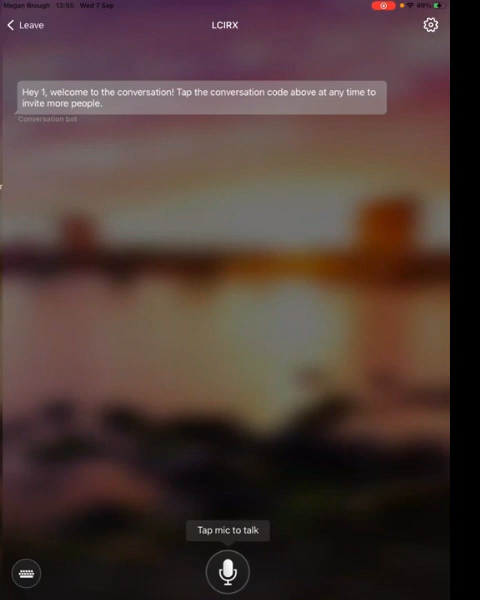 Megan Brough 13:55 Wed 7 Sep
Leave
LCIRX
Hey 1, welcome to the conversation! Tap the conversation code above at any time to
invite more people.
Conversation bot
Tap mic to talk